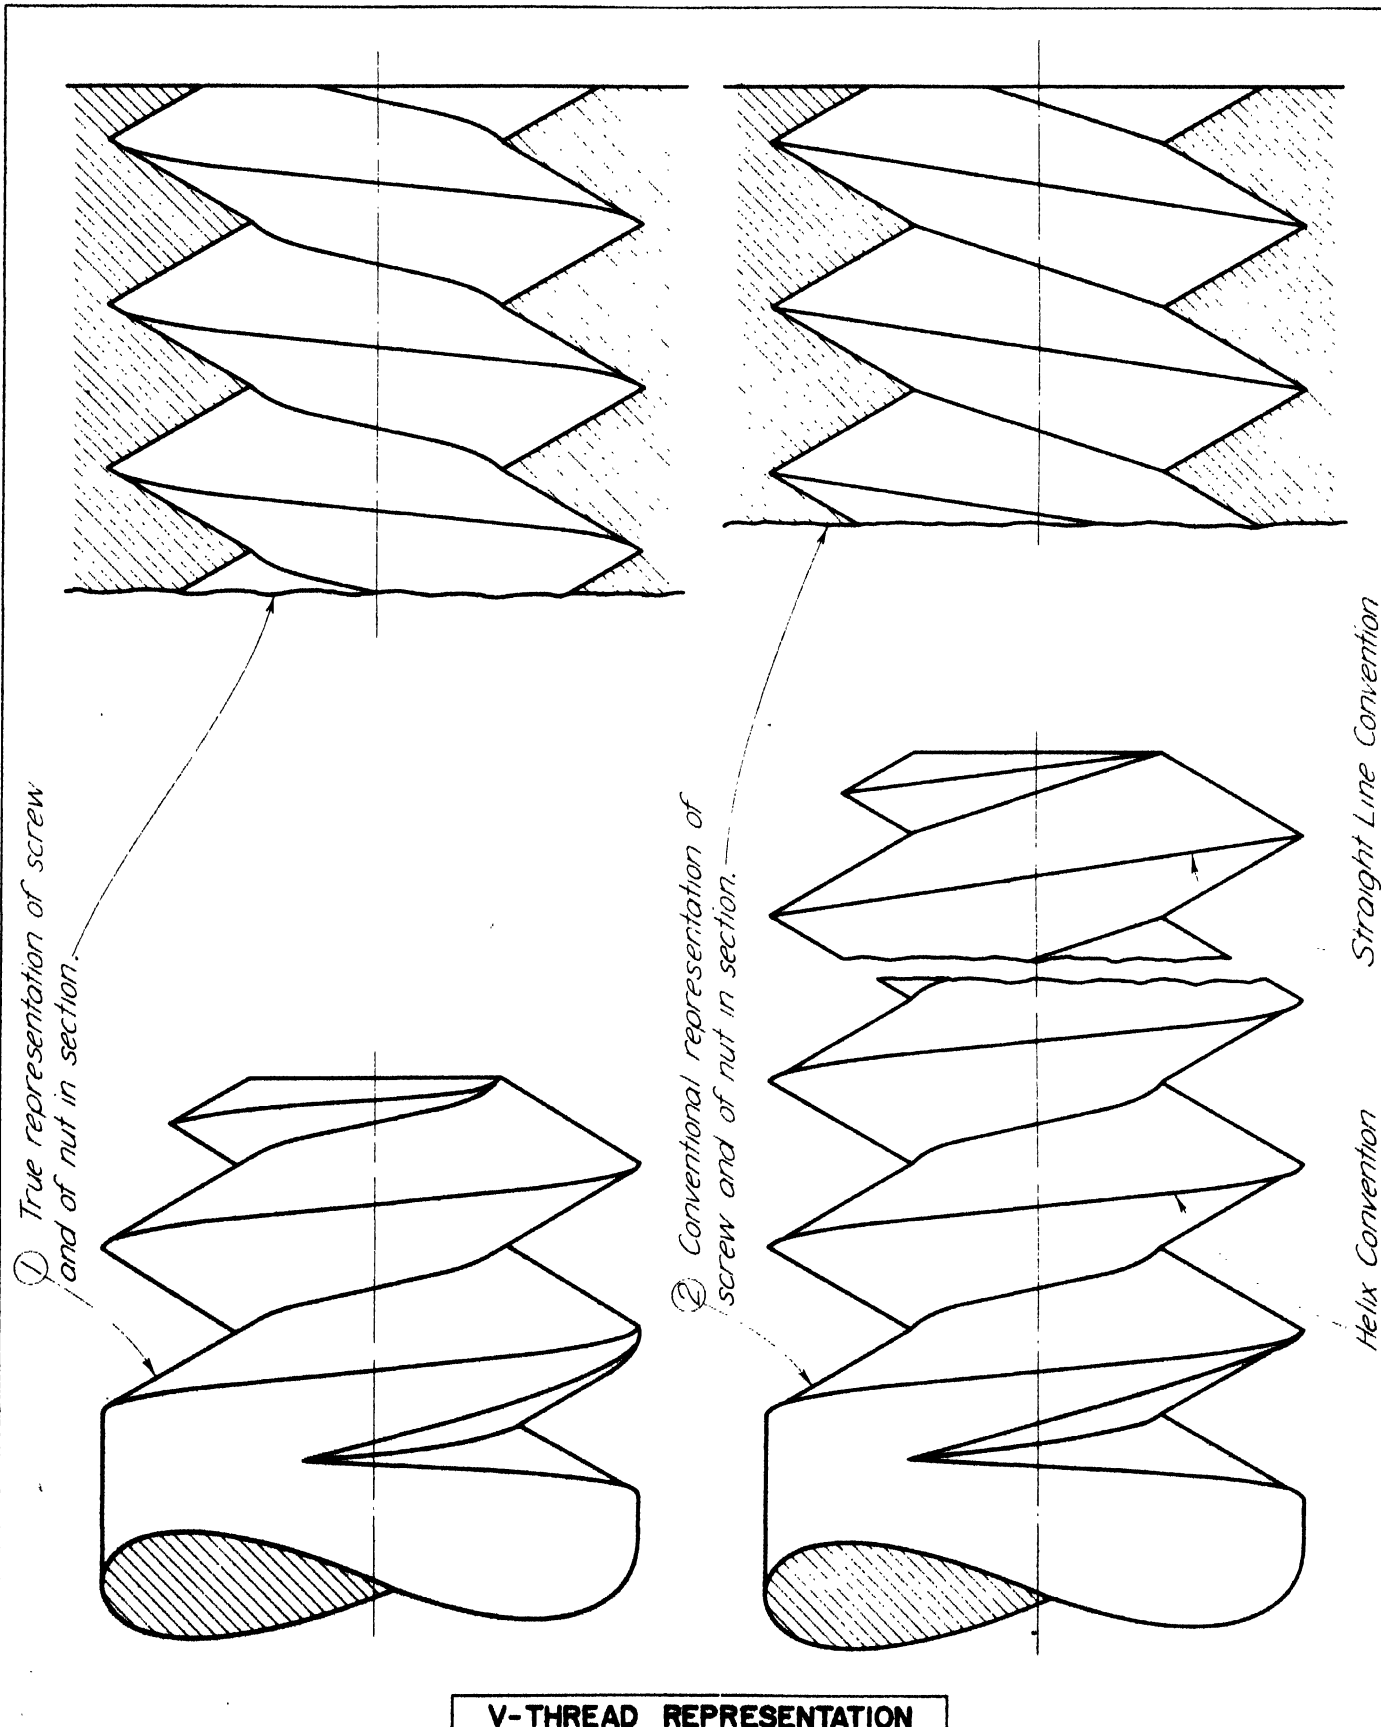 ① True representation of screw
and of nut in section.
② Conventional representation of
screw and of nut in section.
Helix Convention
Straight Line Convention
V-THREAD REPRESENTATION